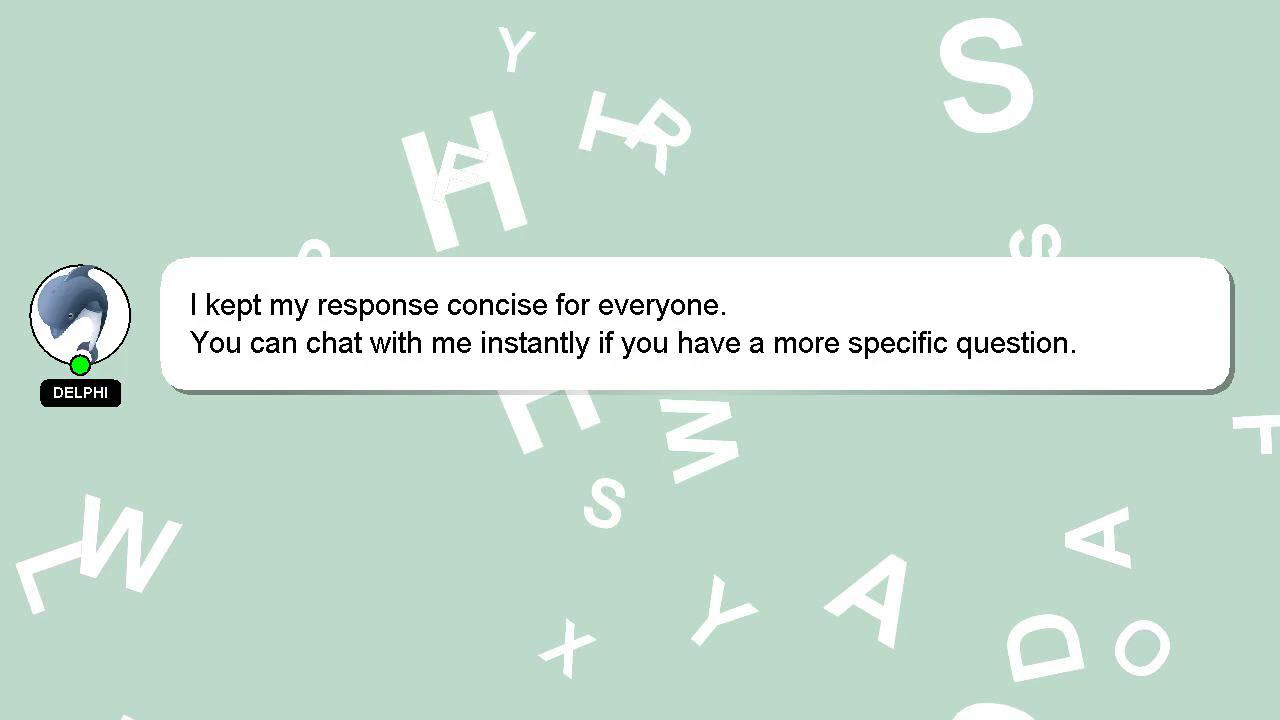 Y
S
H
A
T
R
S
I kept my response concise for everyone.
You can chat with me instantly if you have a more specific question.
DELPHI
H
M
S
W
L
A
A
Y
X
D
O